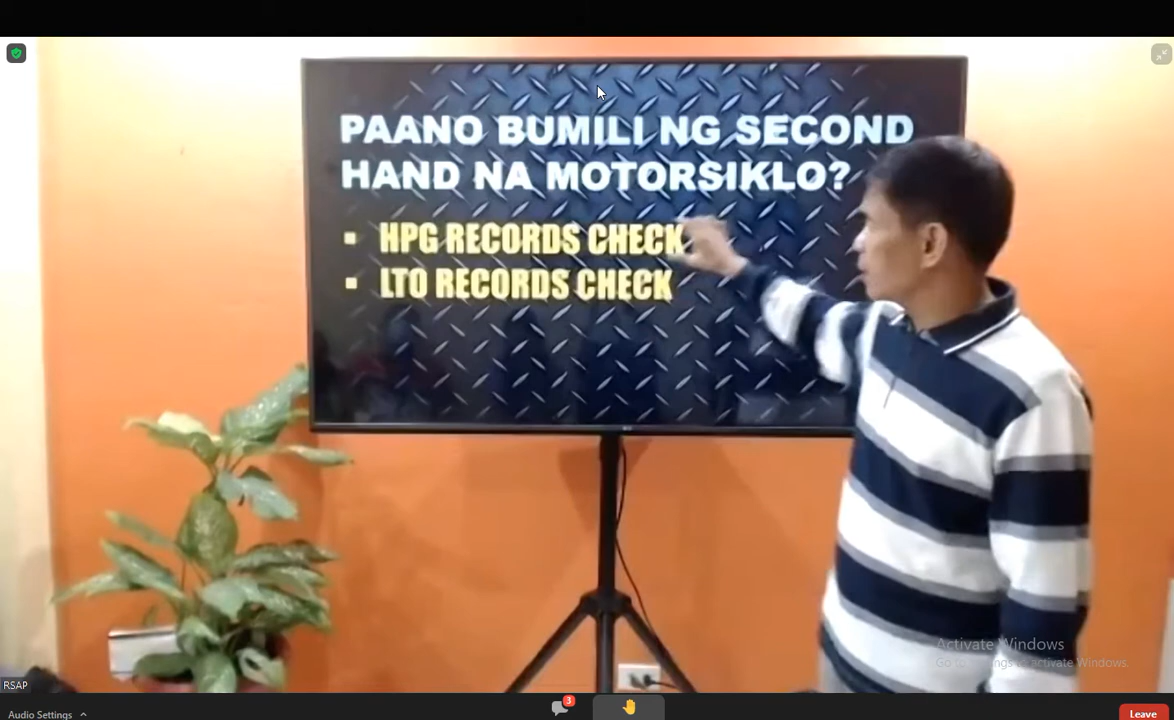 PAANO BUMILI NG SECOND
HAND NA MOTORSIKLO?
▪ HPG RECORDS CHECK
▪ LTO RECORDS CHECK
Activate Windows
RSAP
Audio Settings
3
Leave